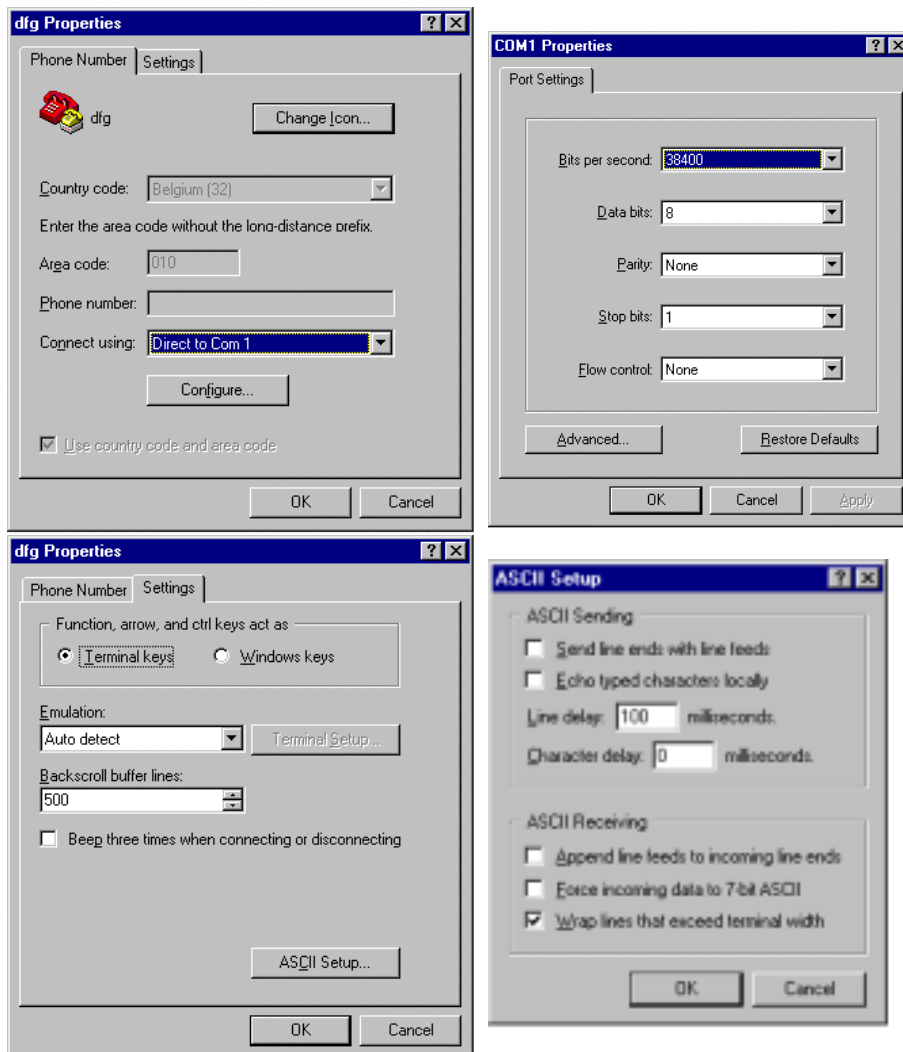 dfg Properties
Phone Number Settings
dfg
Change Icon...
Country code: Belgium (32)
Enter the area code without the long-distance prefix.
Area code: 010
Phone number:
Connect using: Direct to Com 1
Configure...
Use country code and area code
OK Cancel
COM1 Properties
Port Settings
Bits per second: 38400
Data bits: 8
Parity: None
Stop bits: 1
Flow control: None
Advanced... Restore Defaults
OK Cancel Apply
dfg Properties
Phone Number Settings
Function, arrow, and ctrl keys act as
Terminal keys Windows keys
Emulation:
Auto detect Terminal Setup...
Backscroll buffer lines:
500
Beep three times when connecting or disconnecting
ASCII Setup...
OK Cancel
ASCII Setup
ASCII Sending
Send line ends with line feeds
Echo typed characters locally
Line delay: 100 milliseconds.
Character delay: 0 milliseconds.
ASCII Receiving
Append line feeds to incoming line ends
Force incoming data to 7-bit ASCII
Wrap lines that exceed terminal width
OK Cancel